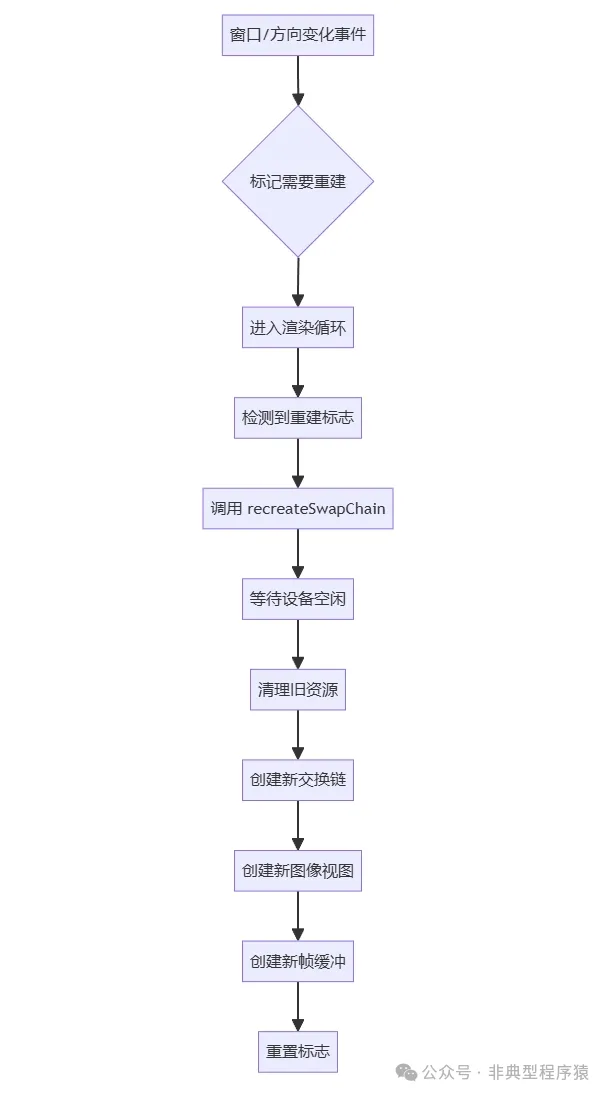 窗口/方向变化事件
标记需要重建
进入渲染循环
检测到重建标志
调用 recreateSwapChain
等待设备空闲
清理旧资源
创建新交换链
创建新图像视图
创建新帧缓冲
重置标志
公众号 · 非典型程序猿